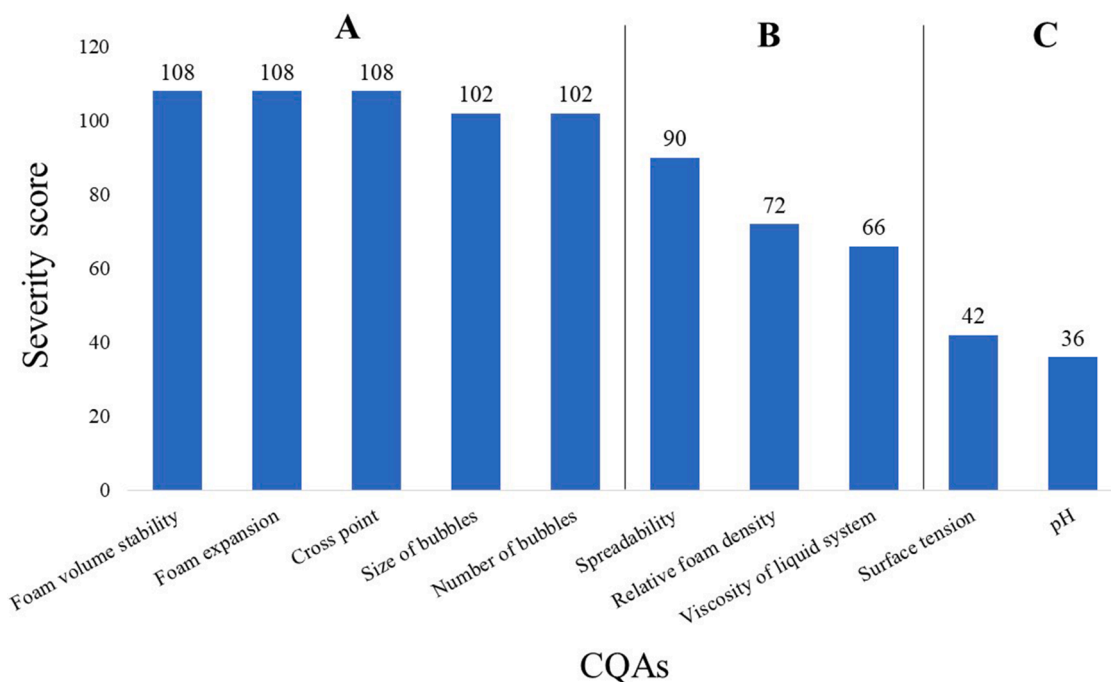 A
B
C
120
100
80
60
40
20
0
Severity score
108
108
108
102
102
90
72
66
42
36
Foam volume stability
Foam expansion
Cross point
Size of bubbles
Number of bubbles
Spreadability
Relative foam density
Viscosity of liquid system
Surface tension
pH
CQAs